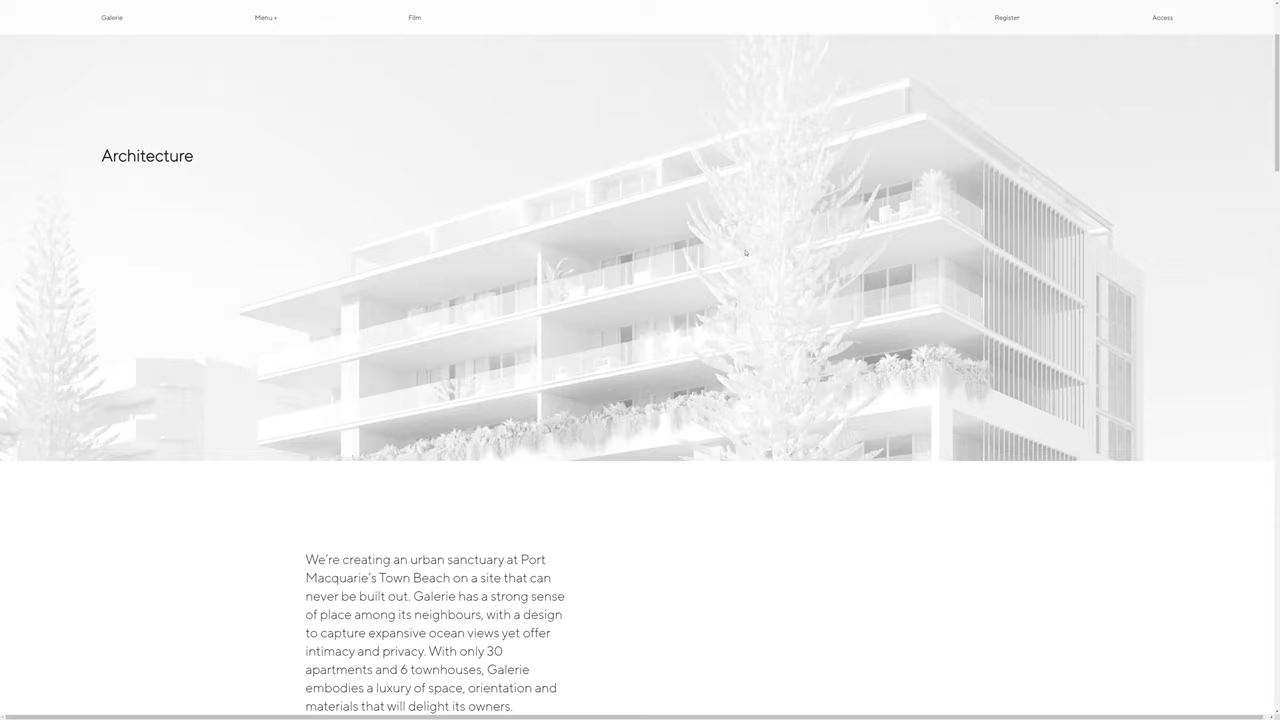 Galerie Menu + Film Register Access
Architecture
We're creating an urban sanctuary at Port
Macquarie's Town Beach on a site that can
never be built out. Galerie has a strong sense
of place among its neighbours, with a design
to capture expansive ocean views yet offer
intimacy and privacy. With only 30
apartments and 6 townhouses, Galerie
embodies a luxury of space, orientation and
materials that will delight its owners.